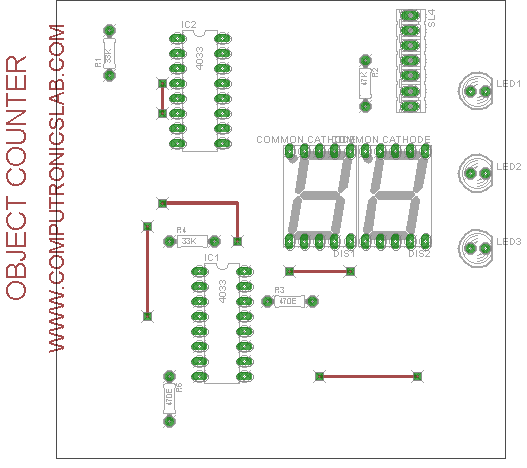 OBJECT COUNTER
WWW.COMPUTRONICSLAB.COM
R1
33K
IC2
4033
R2
47K
SL4
LED1
COMMON CATHODE
COMMON CATHODE
LED2
R4
33K
LED3
DIS1
DIS2
IC1
4033
R3
470E
R5
470E